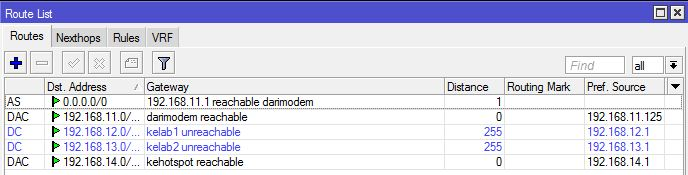 Route List
Routes Nexthops Rules VRF
Find all
Dst. Address Gateway Distance Routing Mark Pref. Source
AS 0.0.0.0/0 192.168.11.1 reachable darimodem 1
DAC 192.168.11.0/... darimodem reachable 0 192.168.11.125
DC 192.168.12.0/... kelab1 unreachable 255 192.168.12.1
DC 192.168.13.0/... kelab2 unreachable 255 192.168.13.1
DAC 192.168.14.0/... kehotspot reachable 0 192.168.14.1